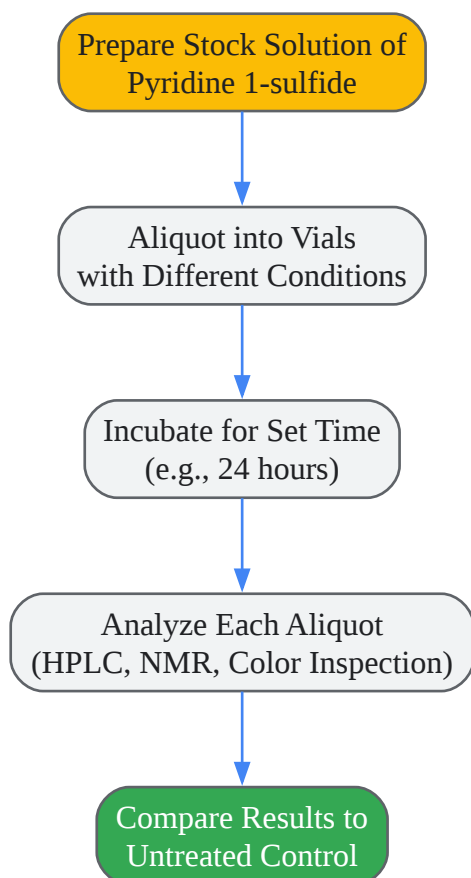 Prepare Stock Solution of
Pyridine 1-sulfide
Aliquot into Vials
with Different Conditions
Incubate for Set Time
(e.g., 24 hours)
Analyze Each Aliquot
(HPLC, NMR, Color Inspection)
Compare Results to
Untreated Control